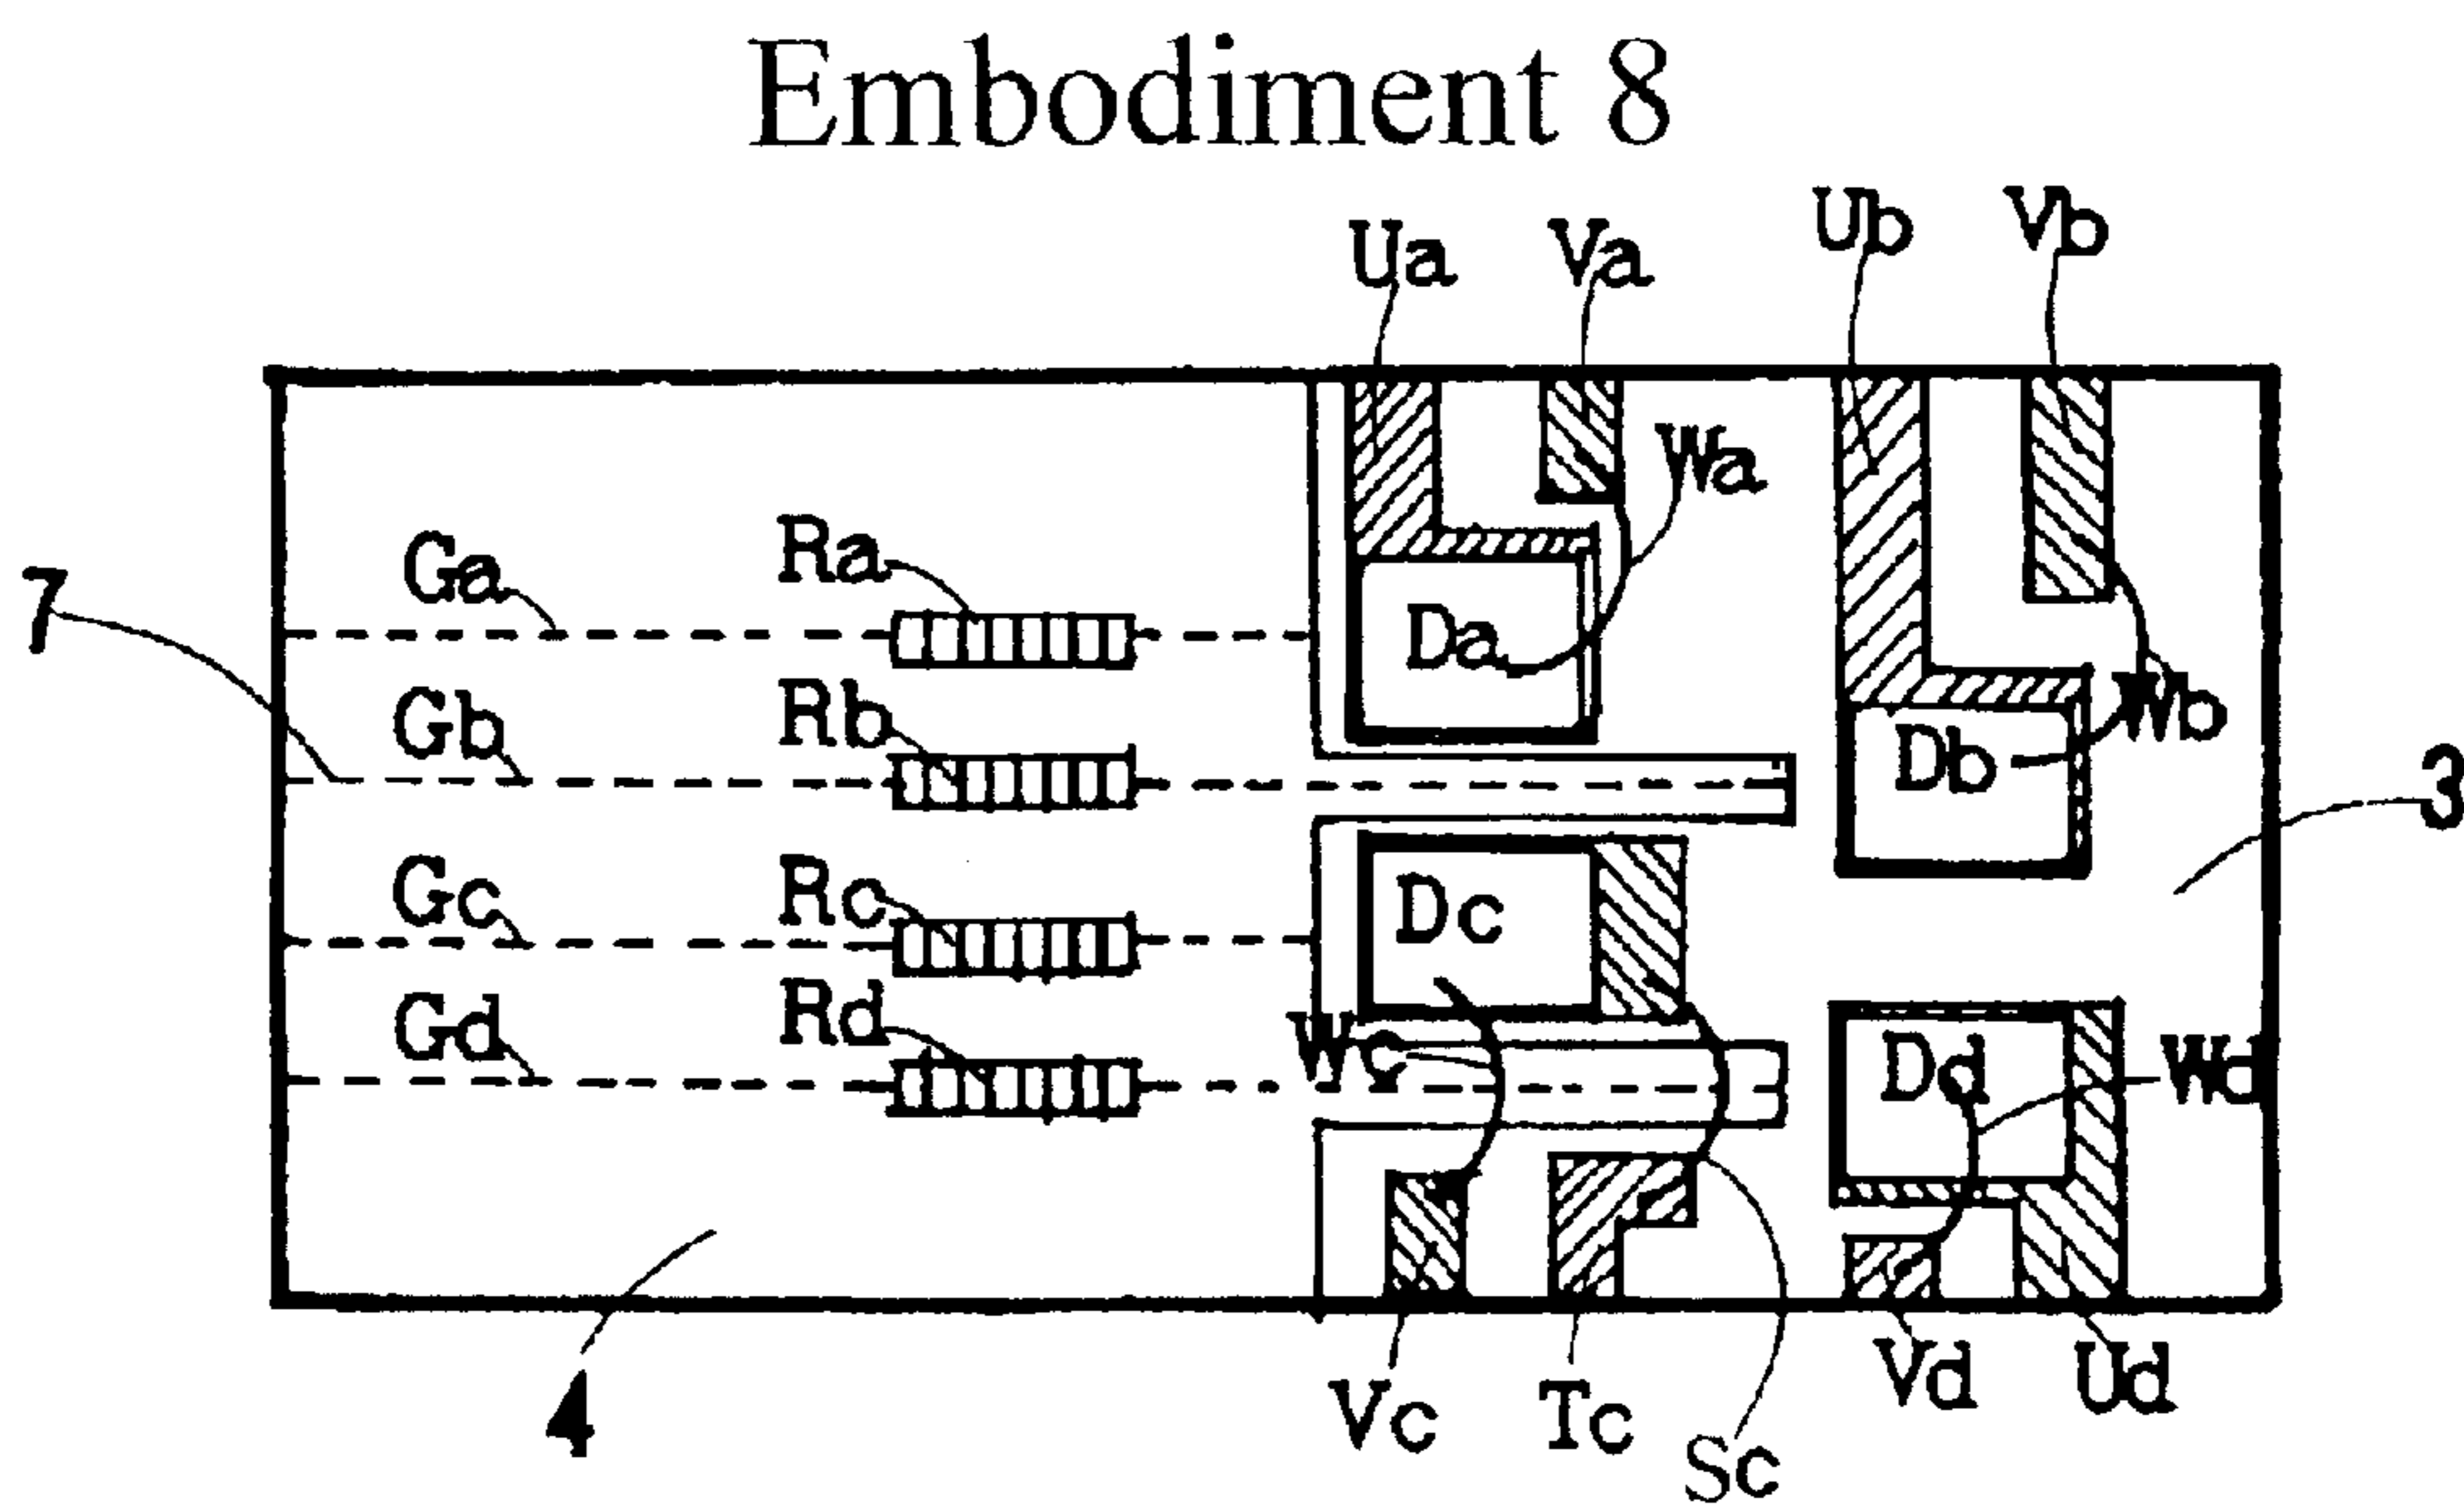 Embodiment 8
Ua Va Ub Vb
Wa
Ga Ra
7
Da
Gb Rb
Wb
Db
3
Gc Rc
Dc
Gd Rd
Wc
Dd Wd
4
Vc Tc Sc Vd Ud